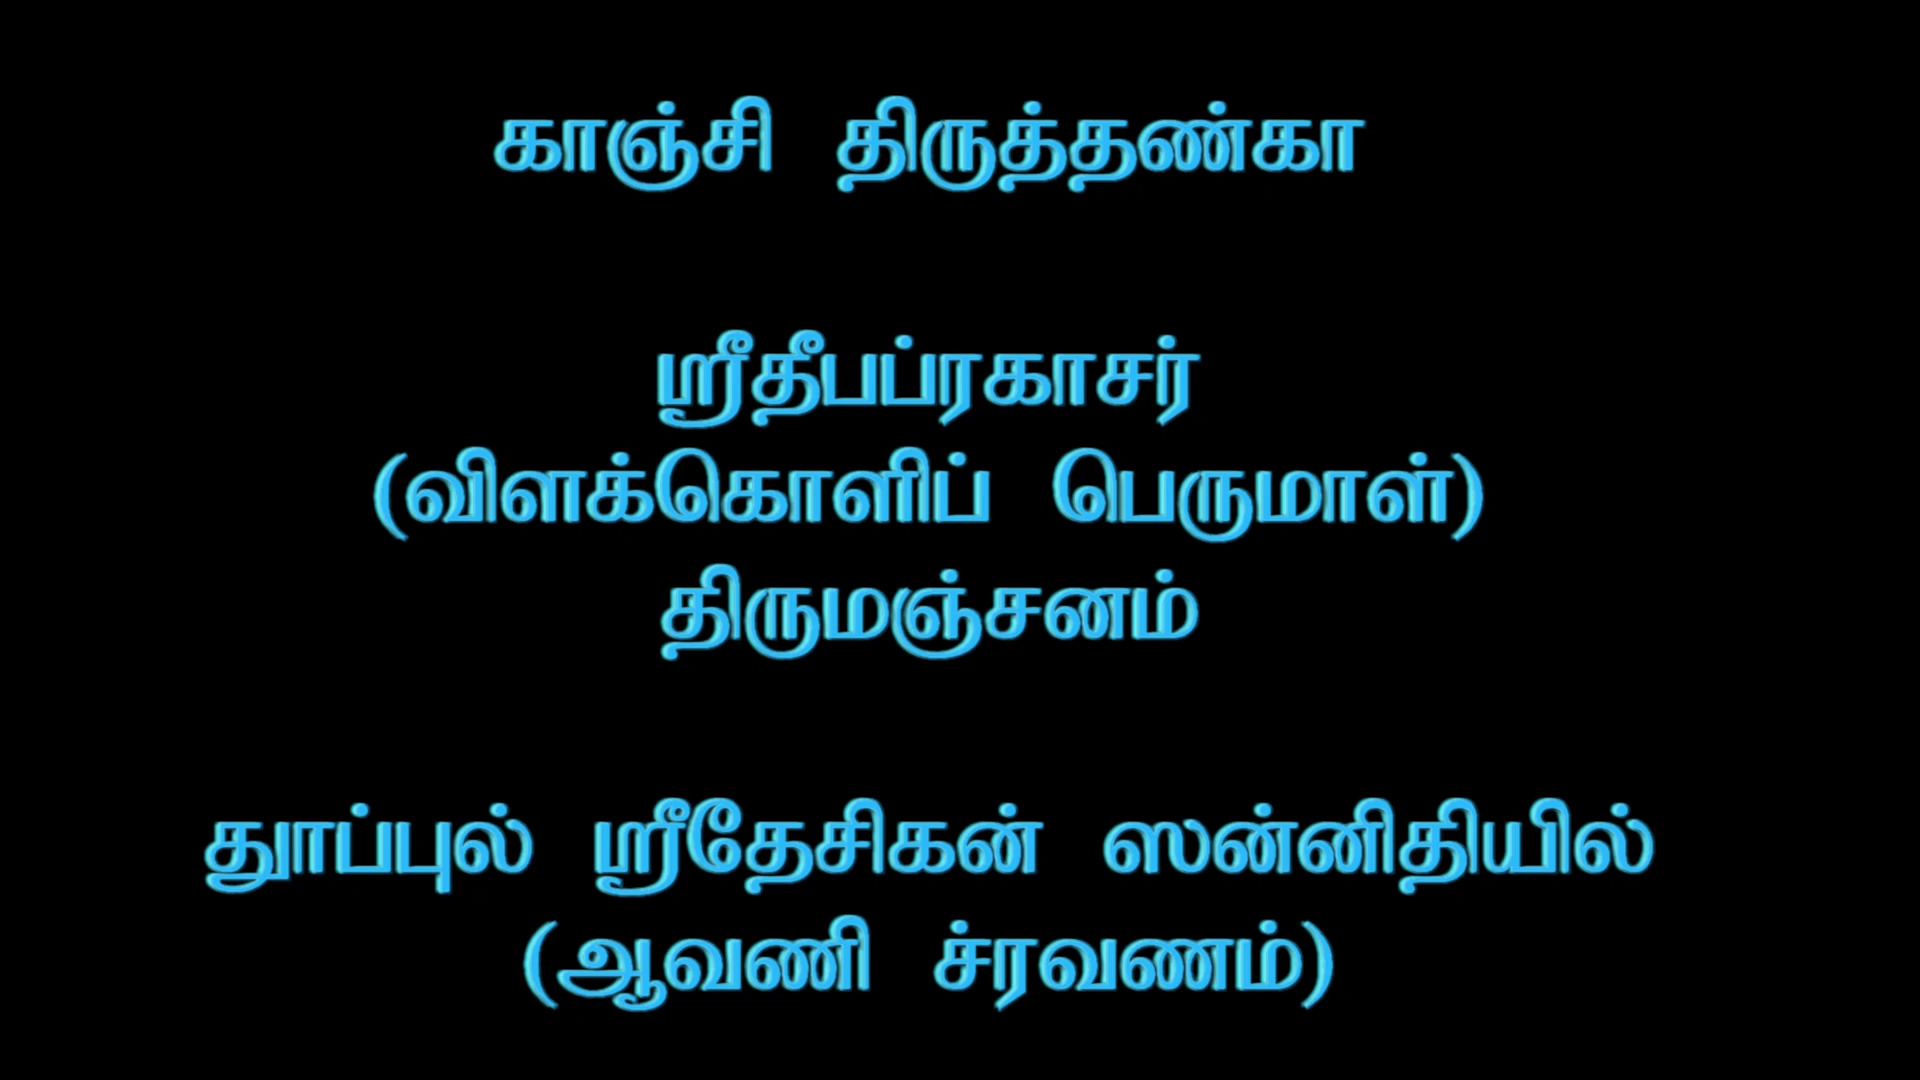 காஞ்சி திருத்தண்கா
ஸ்ரீதீபப்ரகாசர்
(விளக்கொளிப் பெருமாள்)
திருமஞ்சனம்
தூப்புல் ஸ்ரீதேசிகன் ஸன்னிதியில்
(ஆவணி ச்ரவணம்)